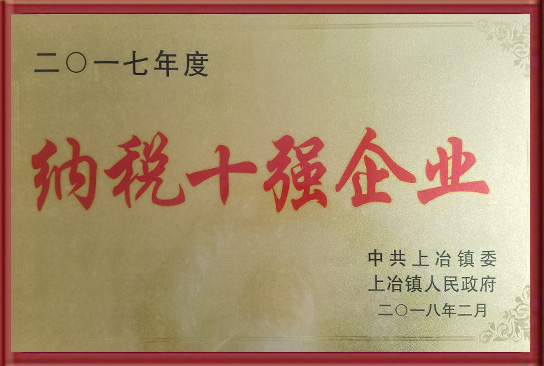 二〇一七年度
纳税十强企业
中共上冶镇委
上冶镇人民政府
二〇一八年二月